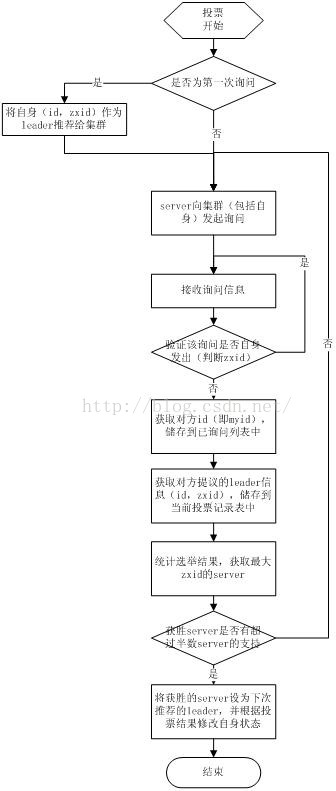 投票
开始
是否为第一次询问
是
将自身（id，zxid）作为
leader推荐给集群
否
server向集群（包括自
身）发起询问
是
接收询问信息
否
验证该询问是否自身
发出（判断zxid）
否
http://blog.csdn.net/
获取对方id（即myid），
储存到已询问列表中
获取对方提议的leader信
息（id，zxid），储存到
当前投票记录表中
统计选举结果，获取最大
zxid的server
获胜server是否有超
过半数server的支持
是
将获胜的server设为下次
推荐的leader，并根据投
票结果修改自身状态
结束